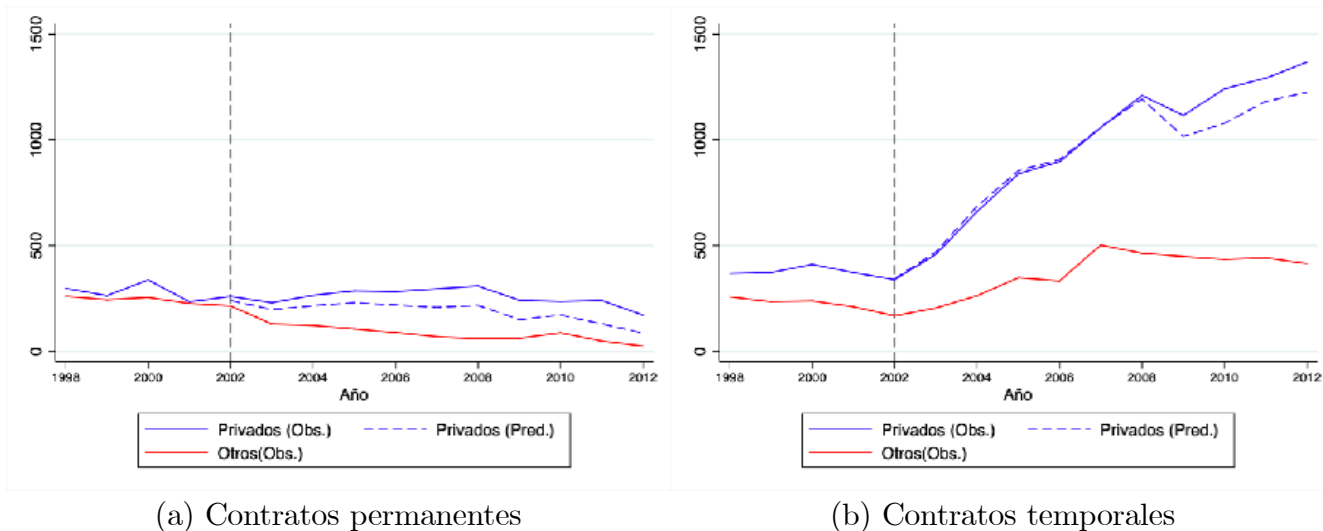 1500
1000
500
0
1998 2000 2002 2004 2006 2008 2010 2012
Año
Privados (Obs.) Privados (Pred.)
Otros(Obs.)
(a) Contratos permanentes
1500
1000
500
0
1998 2000 2002 2004 2006 2008 2010 2012
Año
Privados (Obs.) Privados (Pred.)
Otros(Obs.)
(b) Contratos temporales